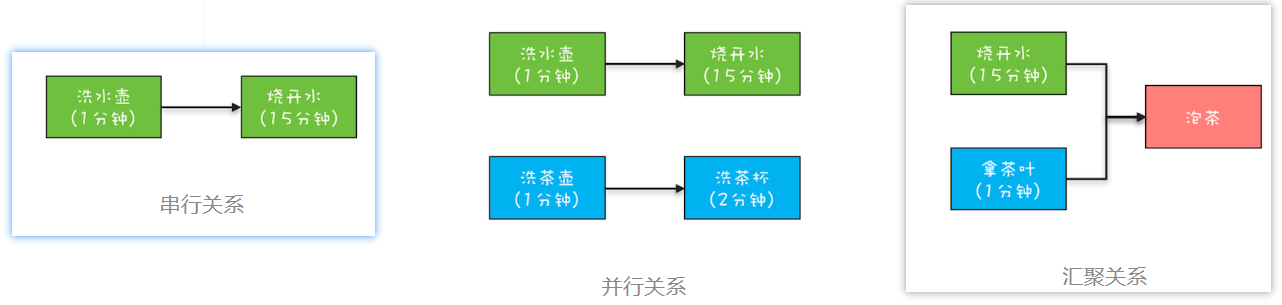 洗水壶
(1分钟)
烧开水
(15分钟)
串行关系
洗水壶
(1分钟)
烧开水
(15分钟)
洗茶壶
(1分钟)
洗茶杯
(2分钟)
并行关系
烧开水
(15分钟)
泡茶
拿茶叶
(1分钟)
汇聚关系